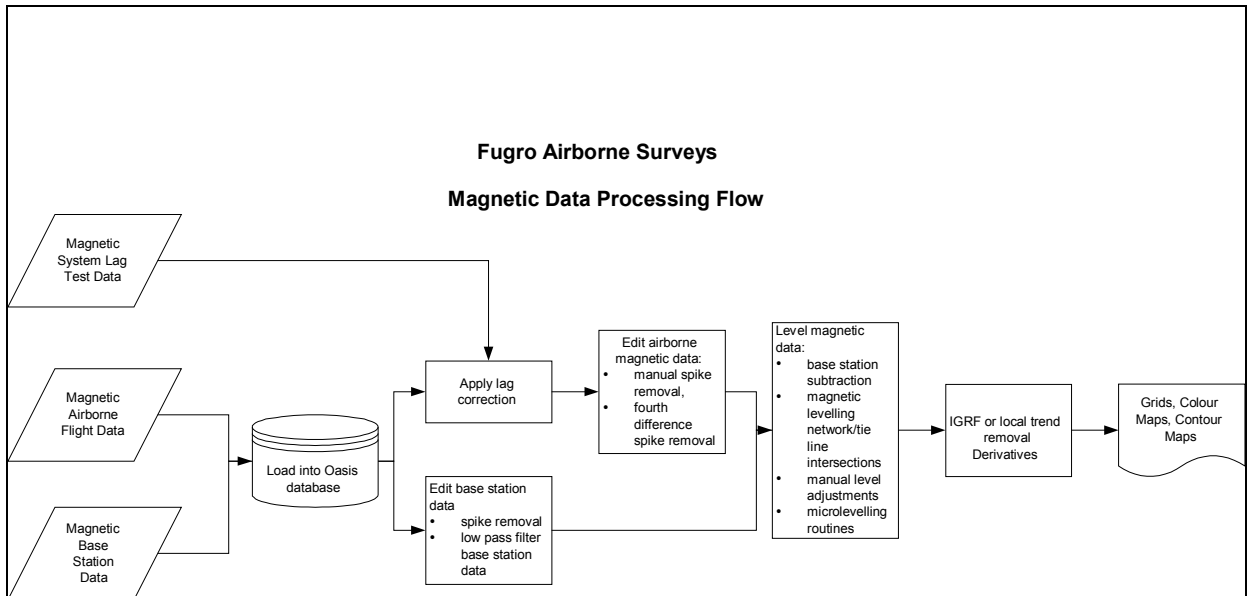 Fugro Airborne Surveys
Magnetic Data Processing Flow
Magnetic
System Lag
Test Data
Magnetic
Airborne
Flight Data
Magnetic
Base
Station
Data
Load into Oasis
database
Apply lag
correction
Edit base station
data
• spike removal
• low pass filter
base station
data
Edit airborne
magnetic data:
• manual spike
removal,
• fourth
difference
spike removal
Level magnetic
data:
• base station
subtraction
• magnetic
levelling
network/tie
line
intersections
• manual level
adjustments
• microlevelling
routines
IGRF or local trend
removal
Derivatives
Grids, Colour
Maps, Contour
Maps